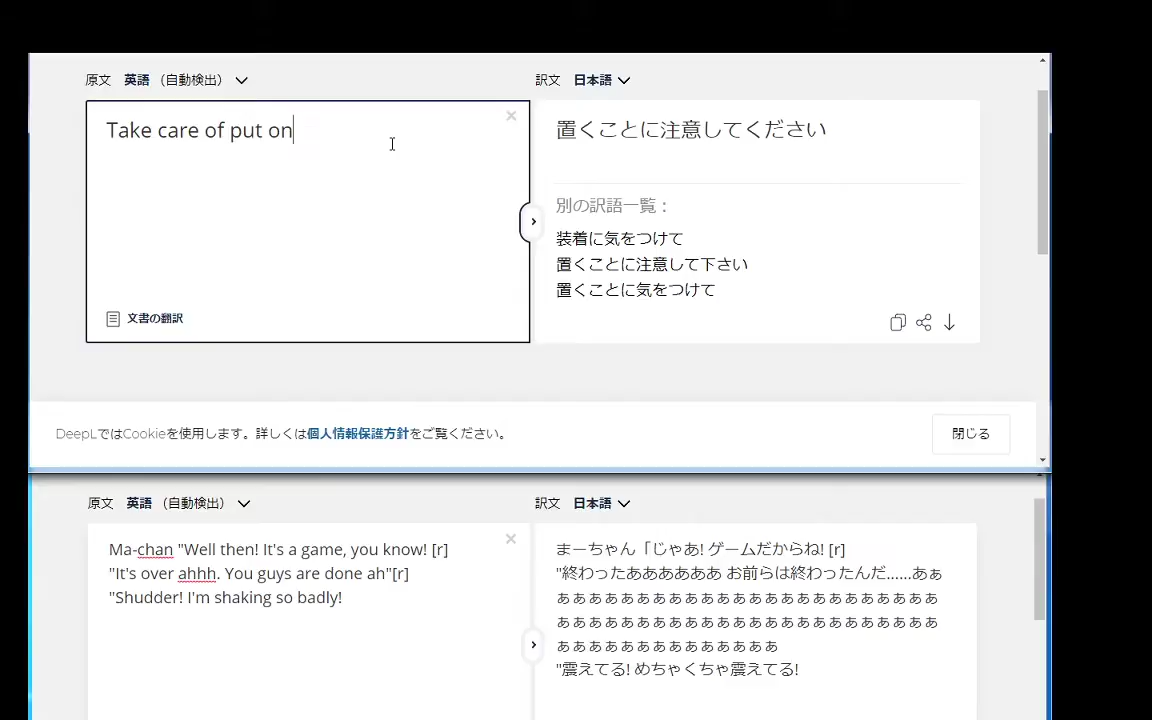 原文 英語 （自動検出）
訳文 日本語
Take care of put on
置くことに注意してください
別の訳語一覧：
装着に気をつけて
置くことに注意して下さい
置くことに気をつけて
文書の翻訳
DeepLではCookieを使用します。詳しくは個人情報保護方針をご覧ください。
閉じる
原文 英語 （自動検出）
訳文 日本語
Ma-chan "Well then! It's a game, you know! [r]
"It's over ahhh. You guys are done ah"[r]
"Shudder! I'm shaking so badly!
まーちゃん「じゃあ! ゲームだからね! [r]
"終わったああああああ お前らは終わったんだ……あぁ
ああああああああああああああああああああああああ
ああああああああああああああああああああああああ
ああああああああああああああ
"震えてる! めちゃくちゃ震えてる!